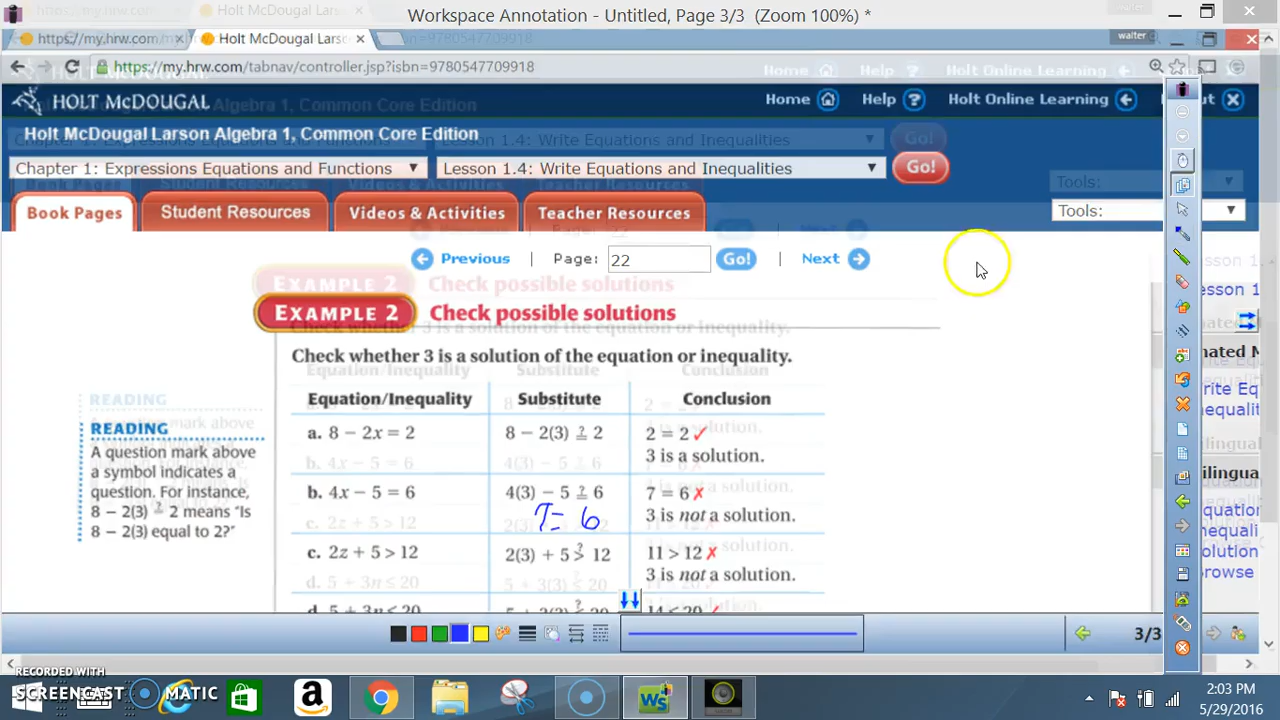 Workspace Annotation - Untitled, Page 3/3 (Zoom 100%) *
https://my.hrw.com/
Holt McDougal Lars
walter
https://my.hrw.com/tabnav/controller.jsp?isbn=9780547709918
HOLT McDOUGAL
Home
Help
Holt Online Learning
Holt McDougal Larson Algebra 1, Common Core Edition
Chapter 1: Expressions Equations and Functions
Lesson 1.4: Write Equations and Inequalities
Go!
Tools:
Book Pages
Student Resources
Videos & Activities
Teacher Resources
Previous | Page: 22 Go! | Next
EXAMPLE 2 Check possible solutions
Check whether 3 is a solution of the equation or inequality.
Equation/Inequality Substitute Conclusion
a. 8 − 2x = 2 8 − 2(3) ≟ 2 2 = 2 ✓
3 is a solution.
b. 4x − 5 = 6 4(3) − 5 ≟ 6 7 = 6 ✗
7 = 6
3 is not a solution.
c. 2z + 5 > 12 2(3) + 5 >? 12 11 > 12 ✗
3 is not a solution.
READING
A question mark above
a symbol indicates a
question. For instance,
8 − 2(3) ≟ 2 means "Is
8 − 2(3) equal to 2?"
3/3
RECORDED WITH
SCREENCAST MATIC
2:03 PM
5/29/2016